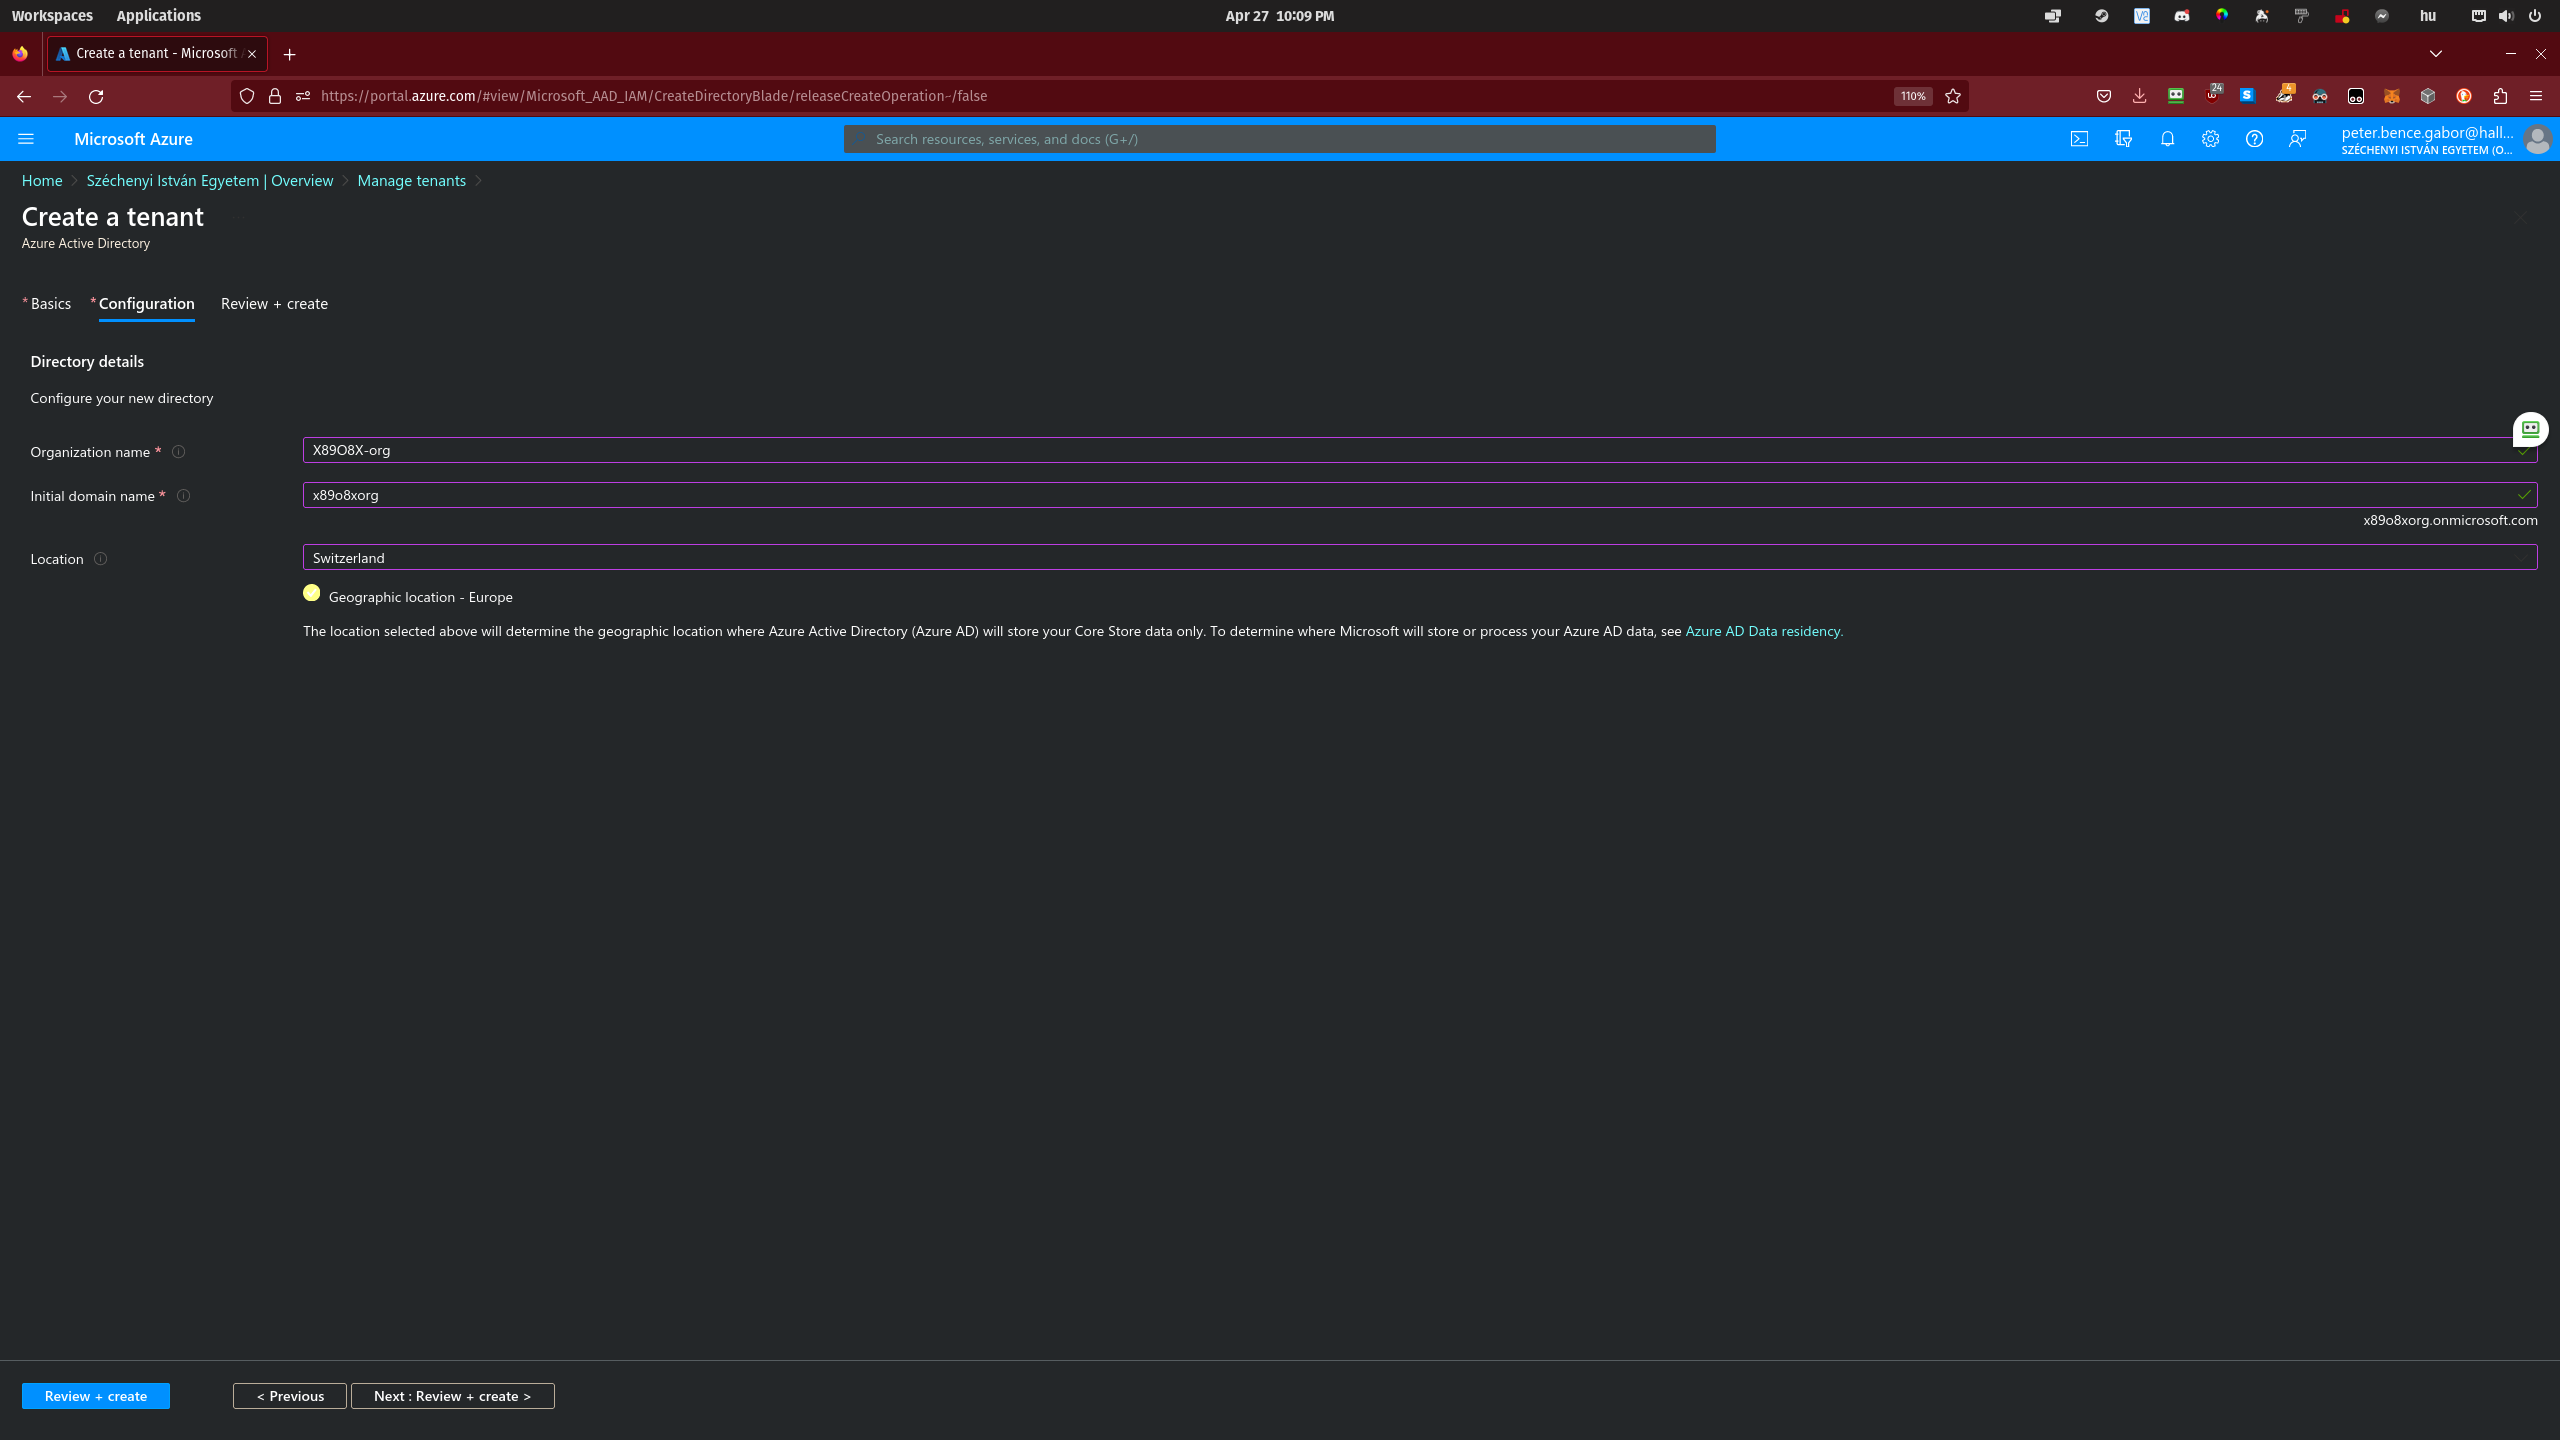 Workspaces Applications Apr 27 10:09 PM hu
Create a tenant - Microsoft
https://portal.azure.com/#view/Microsoft_AAD_IAM/CreateDirectoryBlade/releaseCreateOperation~/false 110% 24 4
Microsoft Azure Search resources, services, and docs (G+/) peter.bence.gabor@hall...
SZÉCHENYI ISTVÁN EGYETEM (O...
Home Széchenyi István Egyetem | Overview Manage tenants
Create a tenant
Azure Active Directory
* Basics * Configuration Review + create
Directory details
Configure your new directory
Organization name * X89O8X-org
Initial domain name * x89o8xorg
x89o8xorg.onmicrosoft.com
Location Switzerland
Geographic location - Europe
The location selected above will determine the geographic location where Azure Active Directory (Azure AD) will store your Core Store data only. To determine where Microsoft will store or process your Azure AD data, see Azure AD Data residency.
Review + create < Previous Next : Review + create >